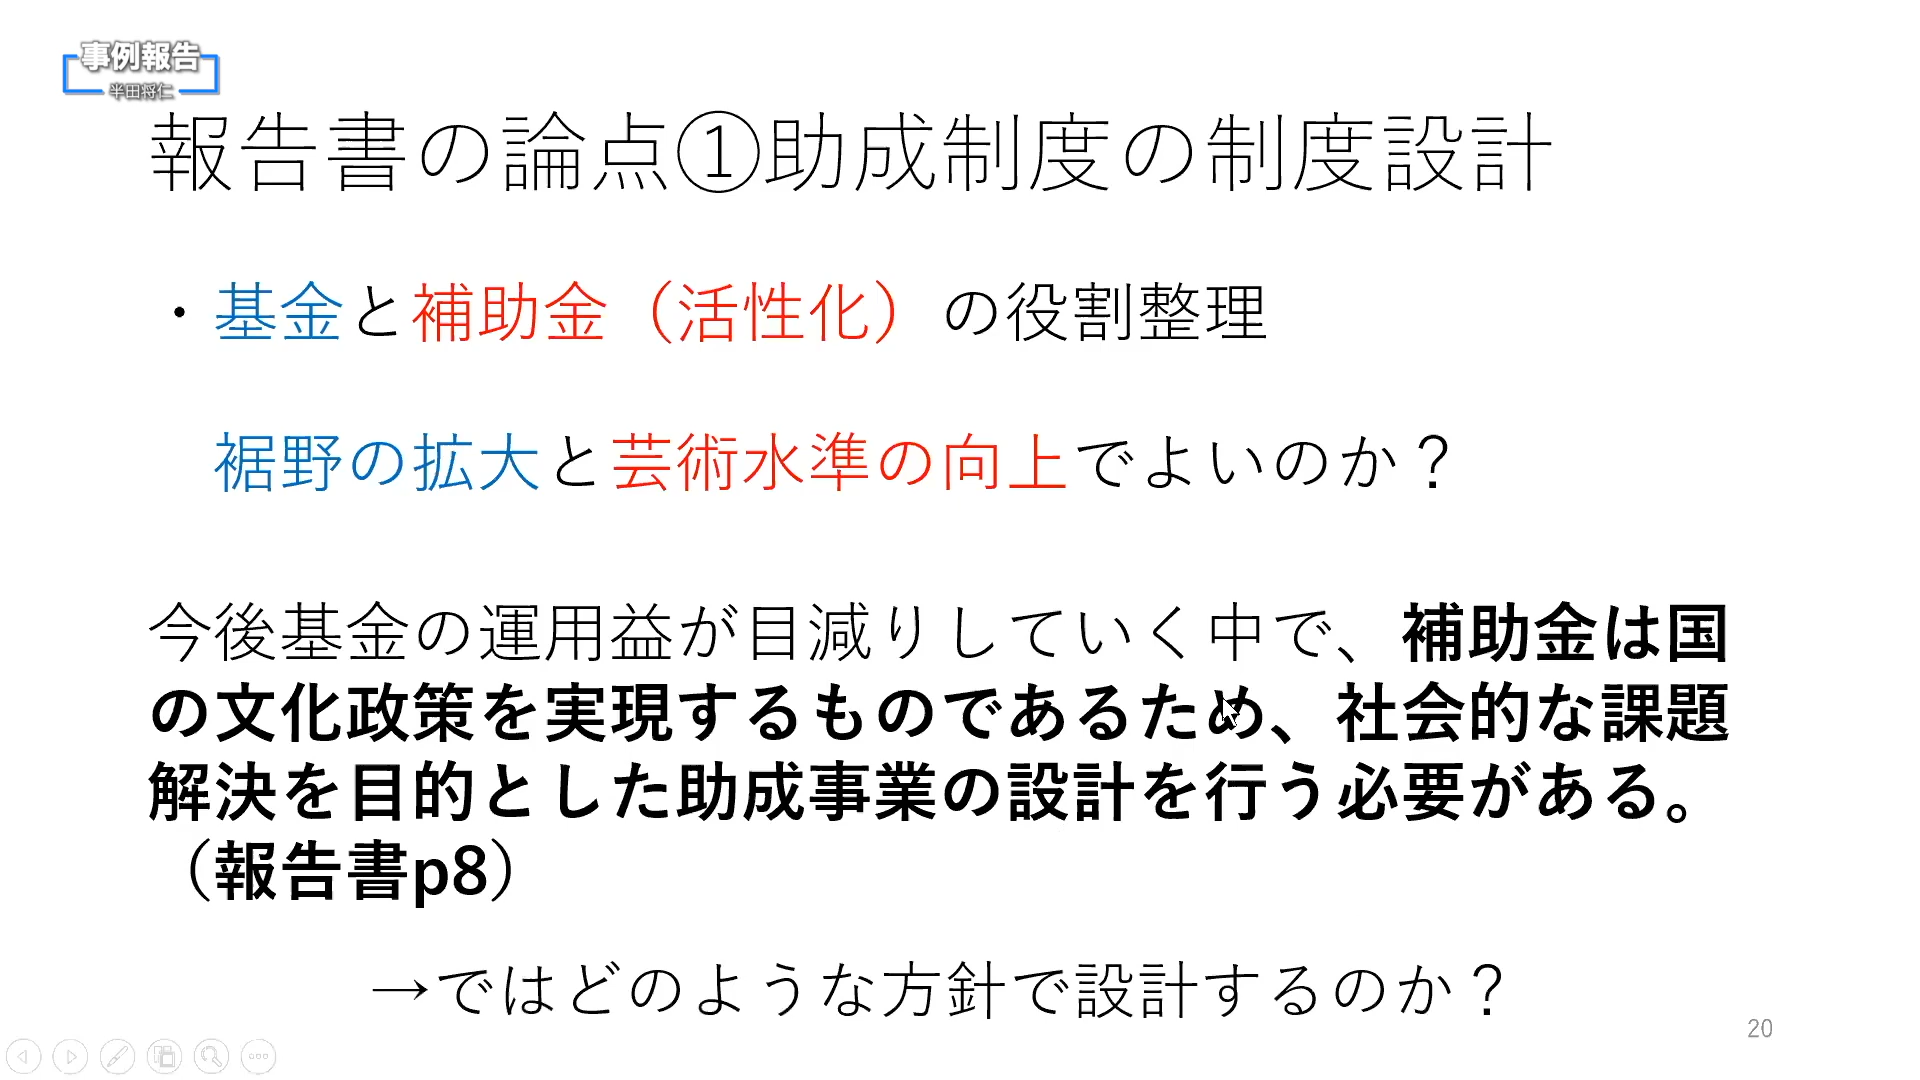 事例報告
半田将仁
報告書の論点①助成制度の制度設計
・基金と補助金（活性化）の役割整理
裾野の拡大と芸術水準の向上でよいのか？
今後基金の運用益が目減りしていく中で、補助金は国
の文化政策を実現するものであるため、社会的な課題
解決を目的とした助成事業の設計を行う必要がある。
（報告書p8）
→ではどのような方針で設計するのか？
20